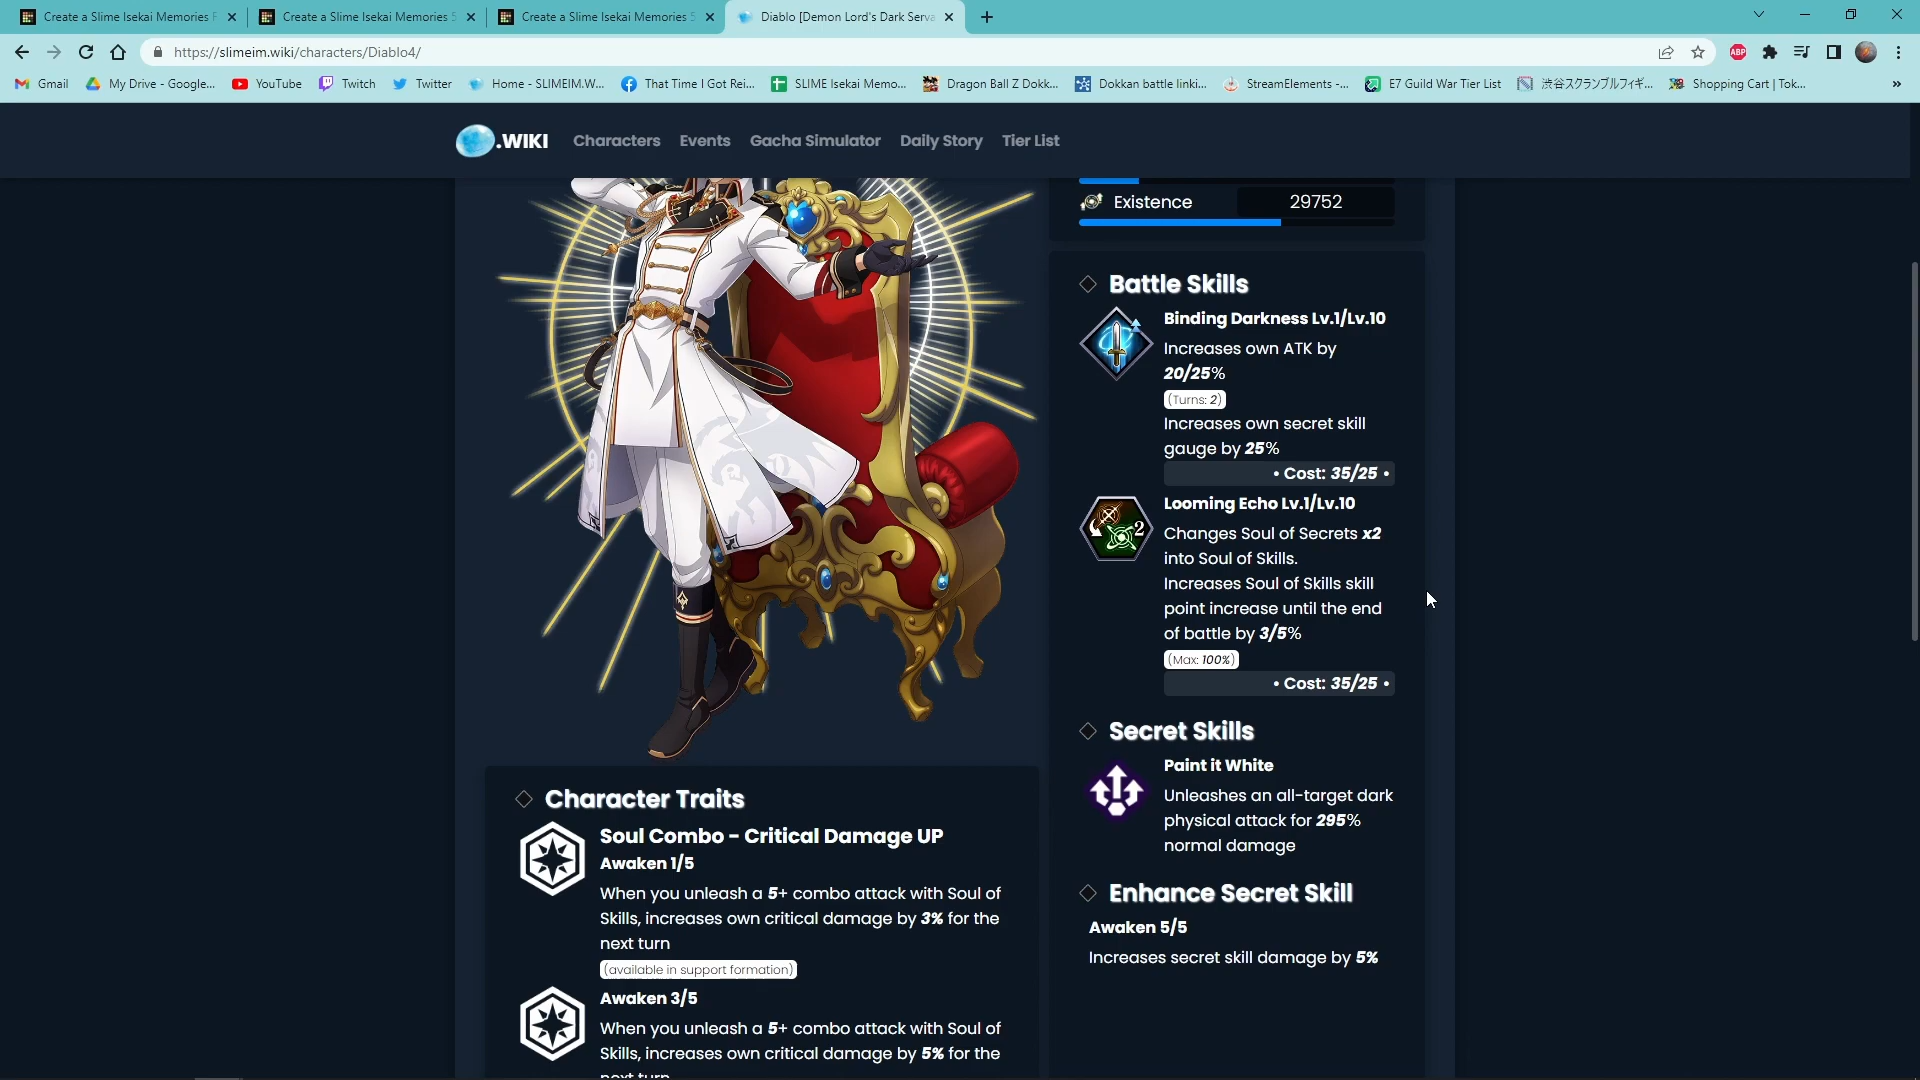 Create a Slime Isekai Memories F
Create a Slime Isekai Memories 5
Create a Slime Isekai Memories 5
Diablo [Demon Lord's Dark Serva
https://slimeim.wiki/characters/Diablo4/
ABP
Gmail
My Drive - Google...
YouTube
Twitch
Twitter
Home - SLIMEIM.W...
That Time I Got Rei...
SLIME Isekai Memo...
Dragon Ball Z Dokk...
Dokkan battle linki...
StreamElements -...
E7 Guild War Tier List
渋谷スクランブルフィギ...
Shopping Cart | Tok...
.WIKI
Characters
Events
Gacha Simulator
Daily Story
Tier List
Existence
29752
Battle Skills
Binding Darkness Lv.1/Lv.10
Increases own ATK by
20/25%
(Turns: 2)
Increases own secret skill
gauge by 25%
• Cost: 35/25 •
Looming Echo Lv.1/Lv.10
Changes Soul of Secrets x2
into Soul of Skills.
Increases Soul of Skills skill
point increase until the end
of battle by 3/5%
(Max: 100%)
• Cost: 35/25 •
2
Secret Skills
Paint it White
Unleashes an all-target dark
physical attack for 295%
normal damage
Enhance Secret Skill
Awaken 5/5
Increases secret skill damage by 5%
Character Traits
Soul Combo - Critical Damage UP
Awaken 1/5
When you unleash a 5+ combo attack with Soul of
Skills, increases own critical damage by 3% for the
next turn
(available in support formation)
Awaken 3/5
When you unleash a 5+ combo attack with Soul of
Skills, increases own critical damage by 5% for the
next turn